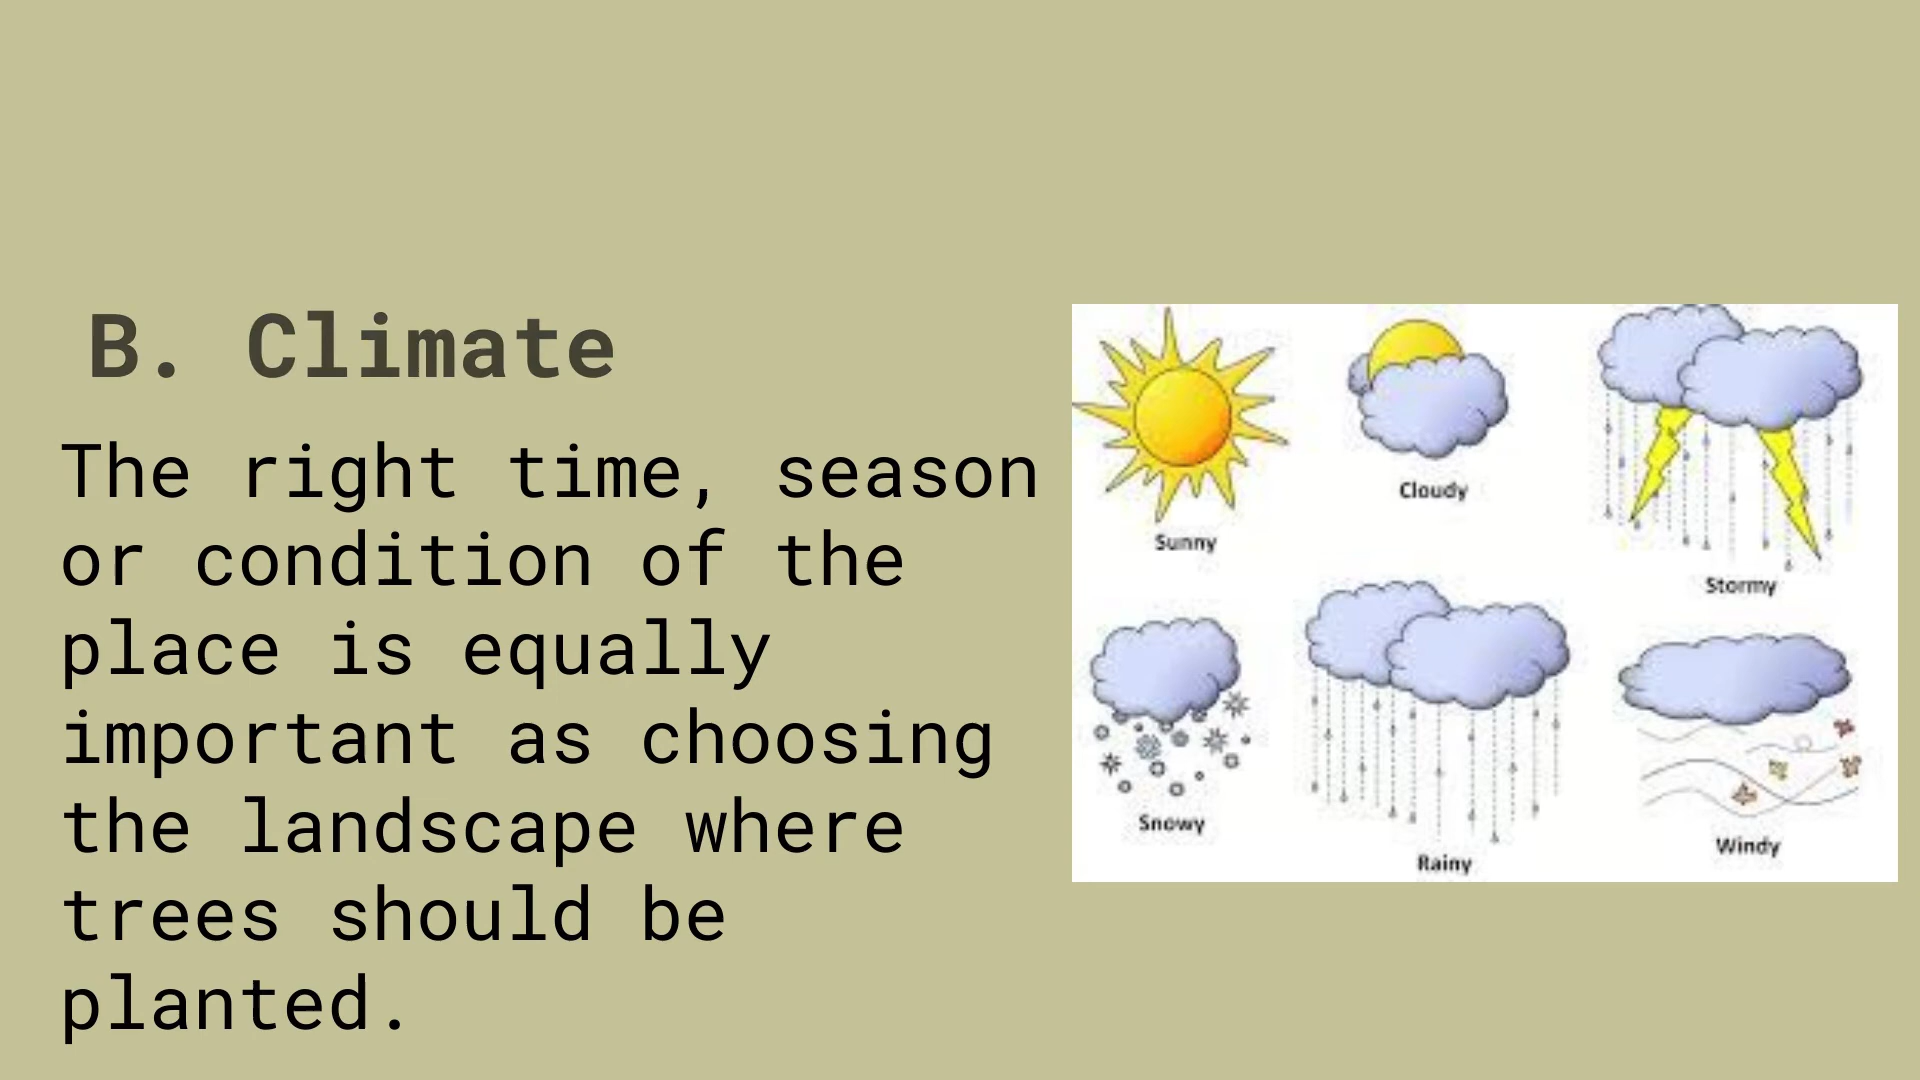 B. Climate
The right time, season
or condition of the
place is equally
important as choosing
the landscape where
trees should be
planted.
Sunny
Cloudy
Stormy
Snowy
Rainy
Windy